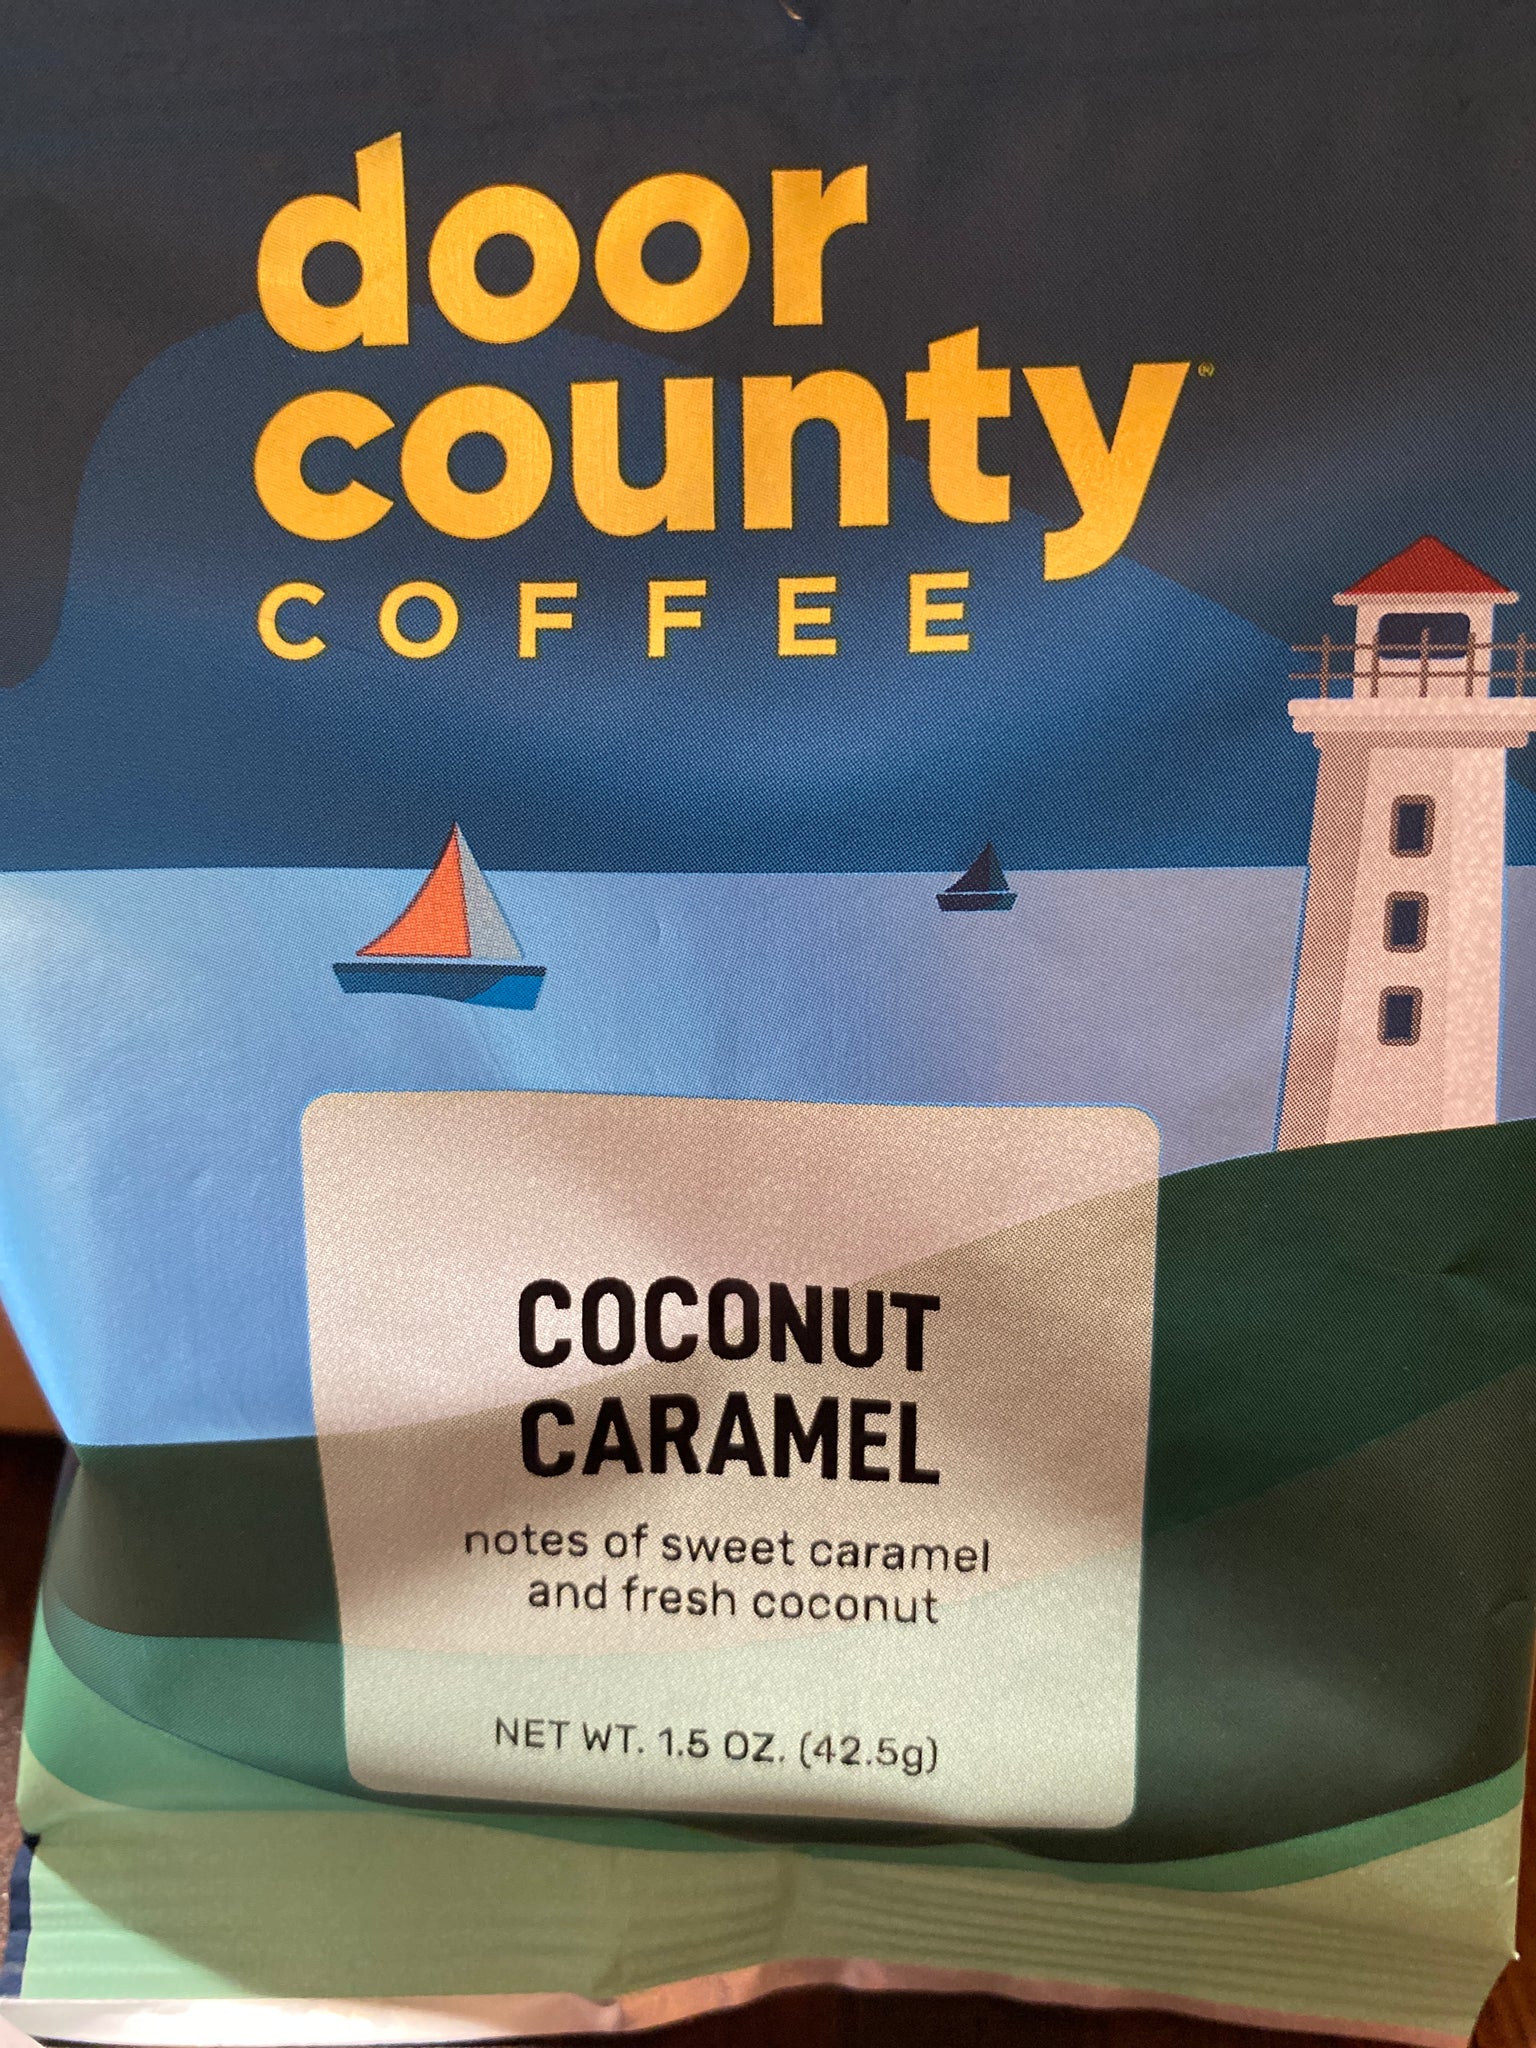 door
county®
COFFEE
COCONUT
CARAMEL
notes of sweet caramel
and fresh coconut
NET WT. 1.5 OZ. (42.5g)